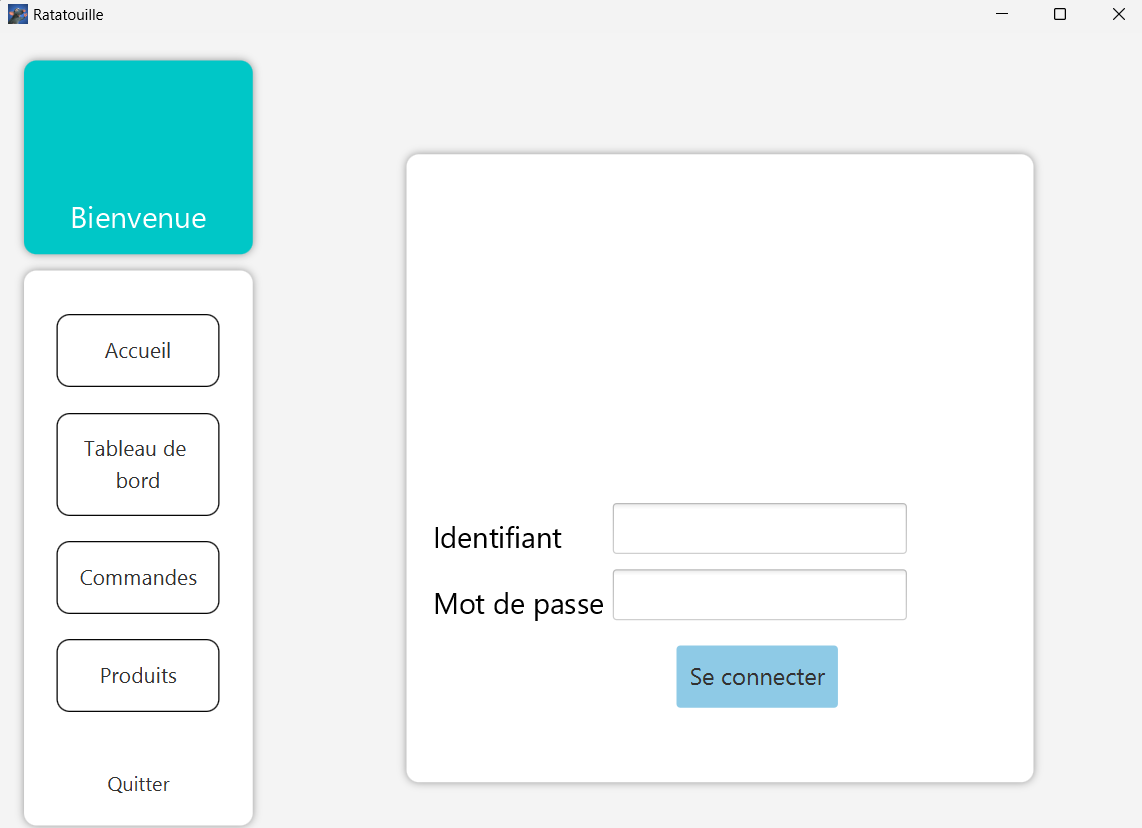 Ratatouille
Bienvenue
Accueil
Tableau de
bord
Commandes
Produits
Quitter
Identifiant
Mot de passe
Se connecter